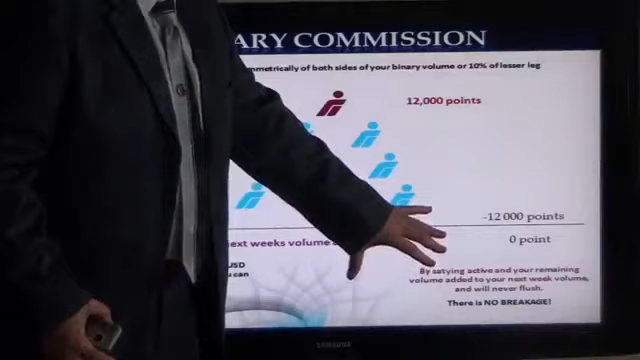 ARY COMMISSION
mmetrically of both sides of your binary volume or 10% of lesser leg
12,000 points
-12 000 points
next weeks volume
0 point
USD
can
By satying active and your remaining
volume added to your next week volume,
and will never flush.
There is NO BREAKAGE!
SAMSUNG